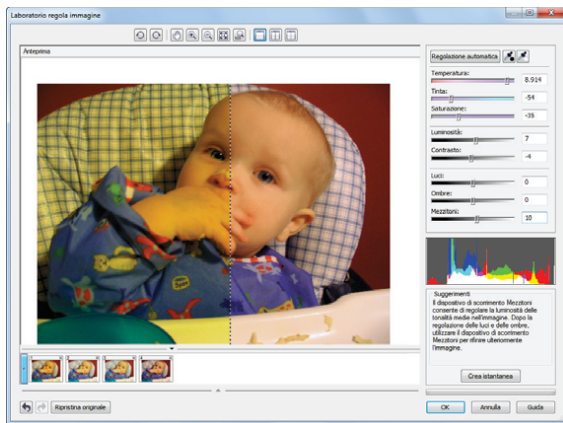 Laboratorio regola immagine
Anteprima
Regolazione automatica
Temperatura:
8.914
Tinta:
-54
Saturazione:
-35
Luminosità:
7
Contrasto:
-4
Luci:
0
Ombre:
0
Mezzitoni:
10
Suggerimenti
Il dispositivo di scorrimento Mezzitoni
consente di regolare la luminosità delle
tonalità medie nell'immagine. Dopo la
regolazione delle luci e delle ombre,
utilizzare il dispositivo di scorrimento
Mezzitoni per rifinire ulteriormente
l'immagine.
Crea istantanea
Ripristina originale
OK
Annulla
Guida